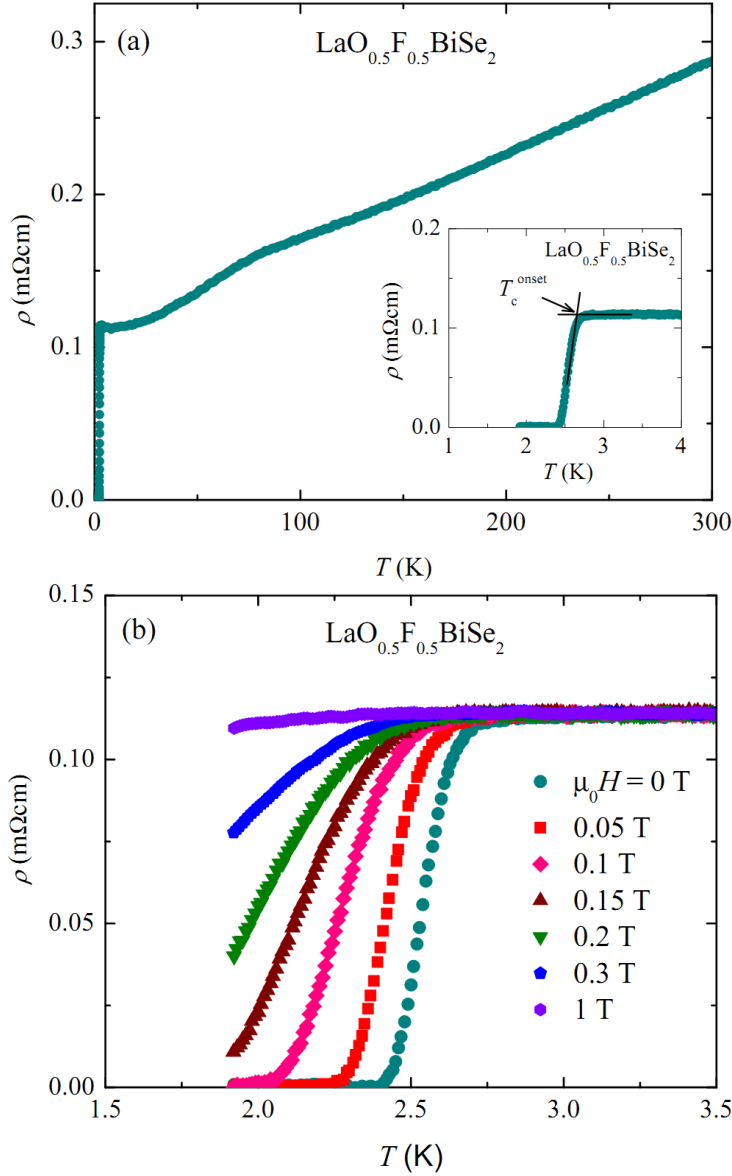 (a) LaO0.5F0.5BiSe2
0.3
0.2
0.1
0.0
ρ (mΩcm)
0 100 200 300
T (K)
LaO0.5F0.5BiSe2
Tc onset
0.2
0.1
0.0
ρ (mΩcm)
1 2 3 4
T (K)
(b) LaO0.5F0.5BiSe2
0.15
0.10
0.05
0.00
ρ (mΩcm)
μ0H = 0 T
0.05 T
0.1 T
0.15 T
0.2 T
0.3 T
1 T
1.5 2.0 2.5 3.0 3.5
T (K)